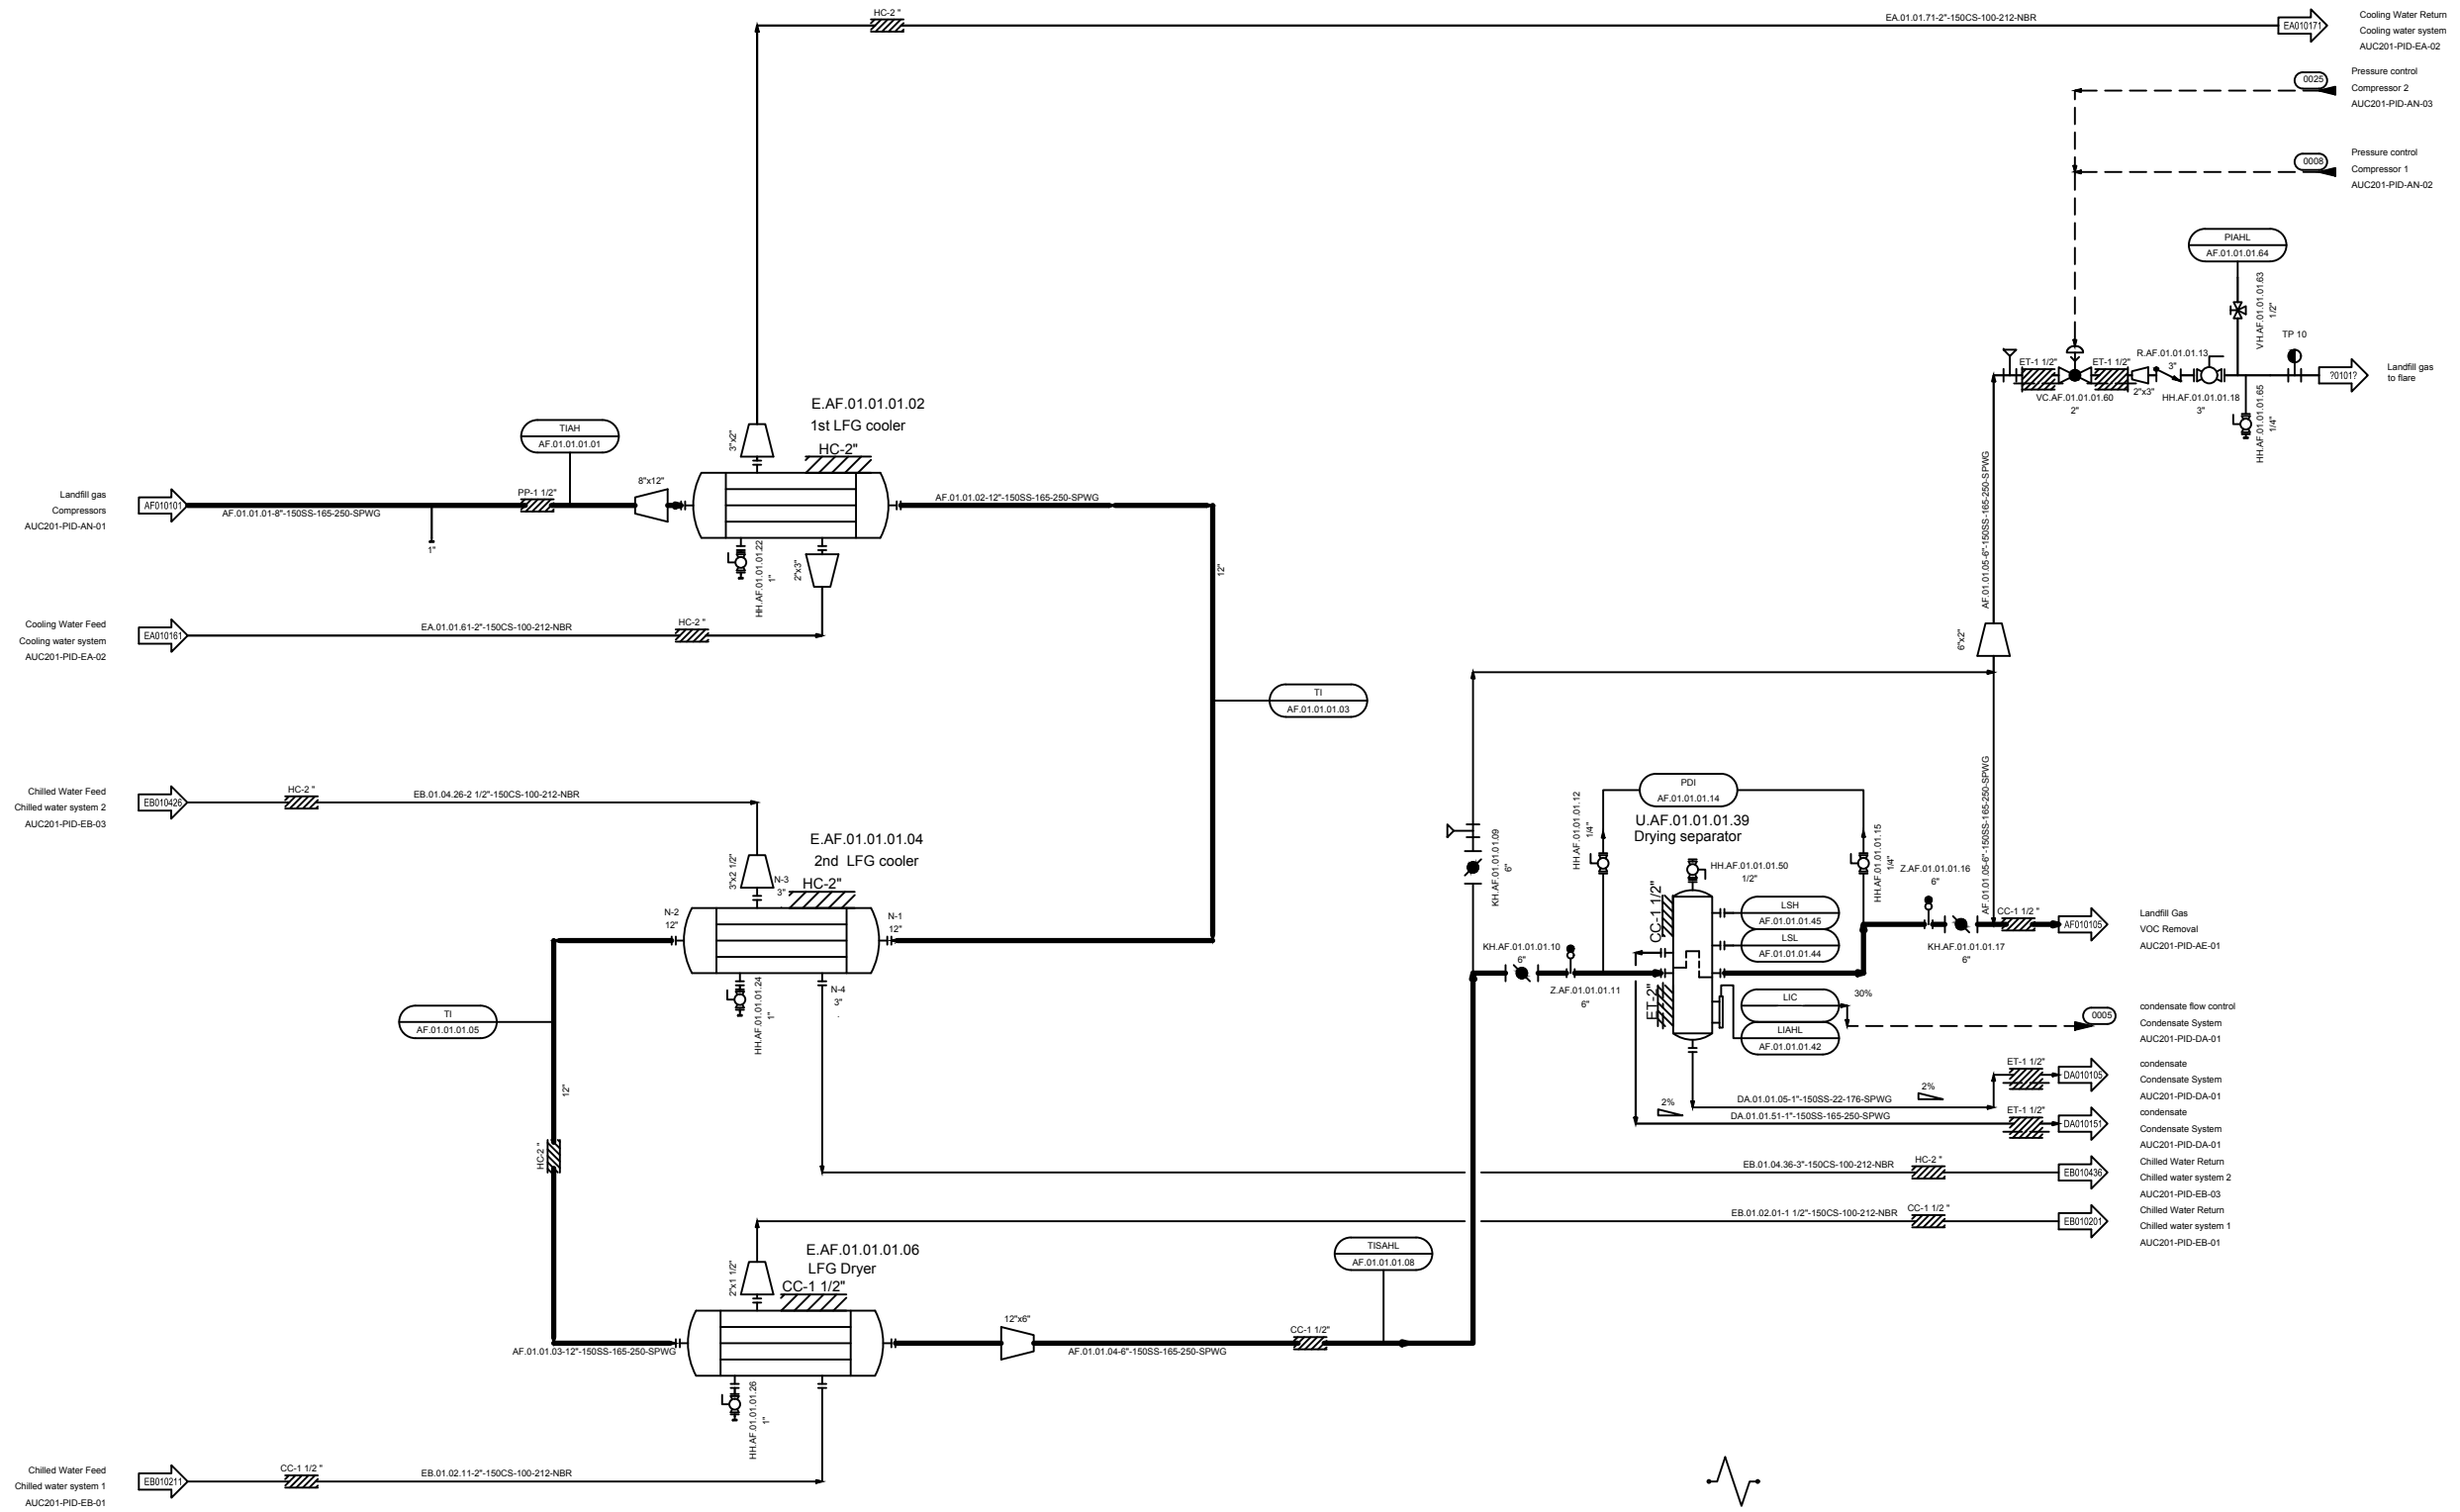 HC-2 "
EA.01.01.71-2"-150CS-100-212-NBR
EA010171
Cooling Water Return
Cooling water system
AUC201-PID-EA-02
0025
Pressure control
Compressor 2
AUC201-PID-AN-03
0008
Pressure control
Compressor 1
AUC201-PID-AN-02
PIAHL
AF.01.01.01.64
VH.AF.01.01.01.63
1/2"
TP 10
ET-1 1/2"
ET-1 1/2"
R.AF.01.01.01.13
3"
VC.AF.01.01.01.60
2"
2"x3"
HH.AF.01.01.01.18
3"
HH.AF.01.01.01.65
1/4"
?0101?
Landfill gas
to flare
AF.01.01.05-6"-150SS-165-250-SPWG
6"x2"
E.AF.01.01.01.02
1st LFG cooler
HC-2"
3"x2"
TIAH
AF.01.01.01.01
Landfill gas
Compressors
AUC201-PID-AN-01
AF010101
AF.01.01.01-8"-150SS-165-250-SPWG
1"
PP-1 1/2"
8"x12"
AF.01.01.02-12"-150SS-165-250-SPWG
HH.AF.01.01.01.22
1"
2"x3"
12"
Cooling Water Feed
Cooling water system
AUC201-PID-EA-02
EA010161
EA.01.01.61-2"-150CS-100-212-NBR
HC-2 "
TI
AF.01.01.01.03
Chilled Water Feed
Chilled water system 2
AUC201-PID-EB-03
EB010426
HC-2 "
EB.01.04.26-2 1/2"-150CS-100-212-NBR
E.AF.01.01.01.04
2nd LFG cooler
HC-2"
3"x2 1/2"
N-3
3"
N-2
12"
N-1
12"
HH.AF.01.01.01.24
1"
N-4
3"
.
TI
AF.01.01.01.05
12"
HC-2 "
KH.AF.01.01.01.09
6"
HH.AF.01.01.01.12
1/4"
PDI
AF.01.01.01.14
U.AF.01.01.01.39
Drying separator
HH.AF.01.01.01.50
1/2"
CC-1 1/2"
ET-2"
LSH
AF.01.01.01.45
LSL
AF.01.01.01.44
LIC
LIAHL
AF.01.01.01.42
30%
HH.AF.01.01.01.15
1/4"
KH.AF.01.01.01.10
6"
Z.AF.01.01.01.11
6"
Z.AF.01.01.01.16
6"
AF.01.01.05-6"-150SS-165-250-SPWG
KH.AF.01.01.01.17
6"
CC-1 1/2 "
AF010105
Landfill Gas
VOC Removal
AUC201-PID-AE-01
0005
condensate flow control
Condensate System
AUC201-PID-DA-01
2%
DA.01.01.05-1"-150SS-22-176-SPWG
ET-1 1/2"
DA010105
condensate
Condensate System
AUC201-PID-DA-01
2%
DA.01.01.51-1"-150SS-165-250-SPWG
ET-1 1/2"
DA010151
condensate
Condensate System
AUC201-PID-DA-01
EB.01.04.36-3"-150CS-100-212-NBR
HC-2 "
EB010436
Chilled Water Return
Chilled water system 2
AUC201-PID-EB-03
EB.01.02.01-1 1/2"-150CS-100-212-NBR
CC-1 1/2 "
EB010201
Chilled Water Return
Chilled water system 1
AUC201-PID-EB-01
E.AF.01.01.01.06
LFG Dryer
CC-1 1/2"
2"x1 1/2"
TISAHL
AF.01.01.01.08
AF.01.01.03-12"-150SS-165-250-SPWG
12"x6"
AF.01.01.04-6"-150SS-165-250-SPWG
CC-1 1/2"
HH.AF.01.01.01.26
1"
Chilled Water Feed
Chilled water system 1
AUC201-PID-EB-01
EB010211
CC-1 1/2 "
EB.01.02.11-2"-150CS-100-212-NBR